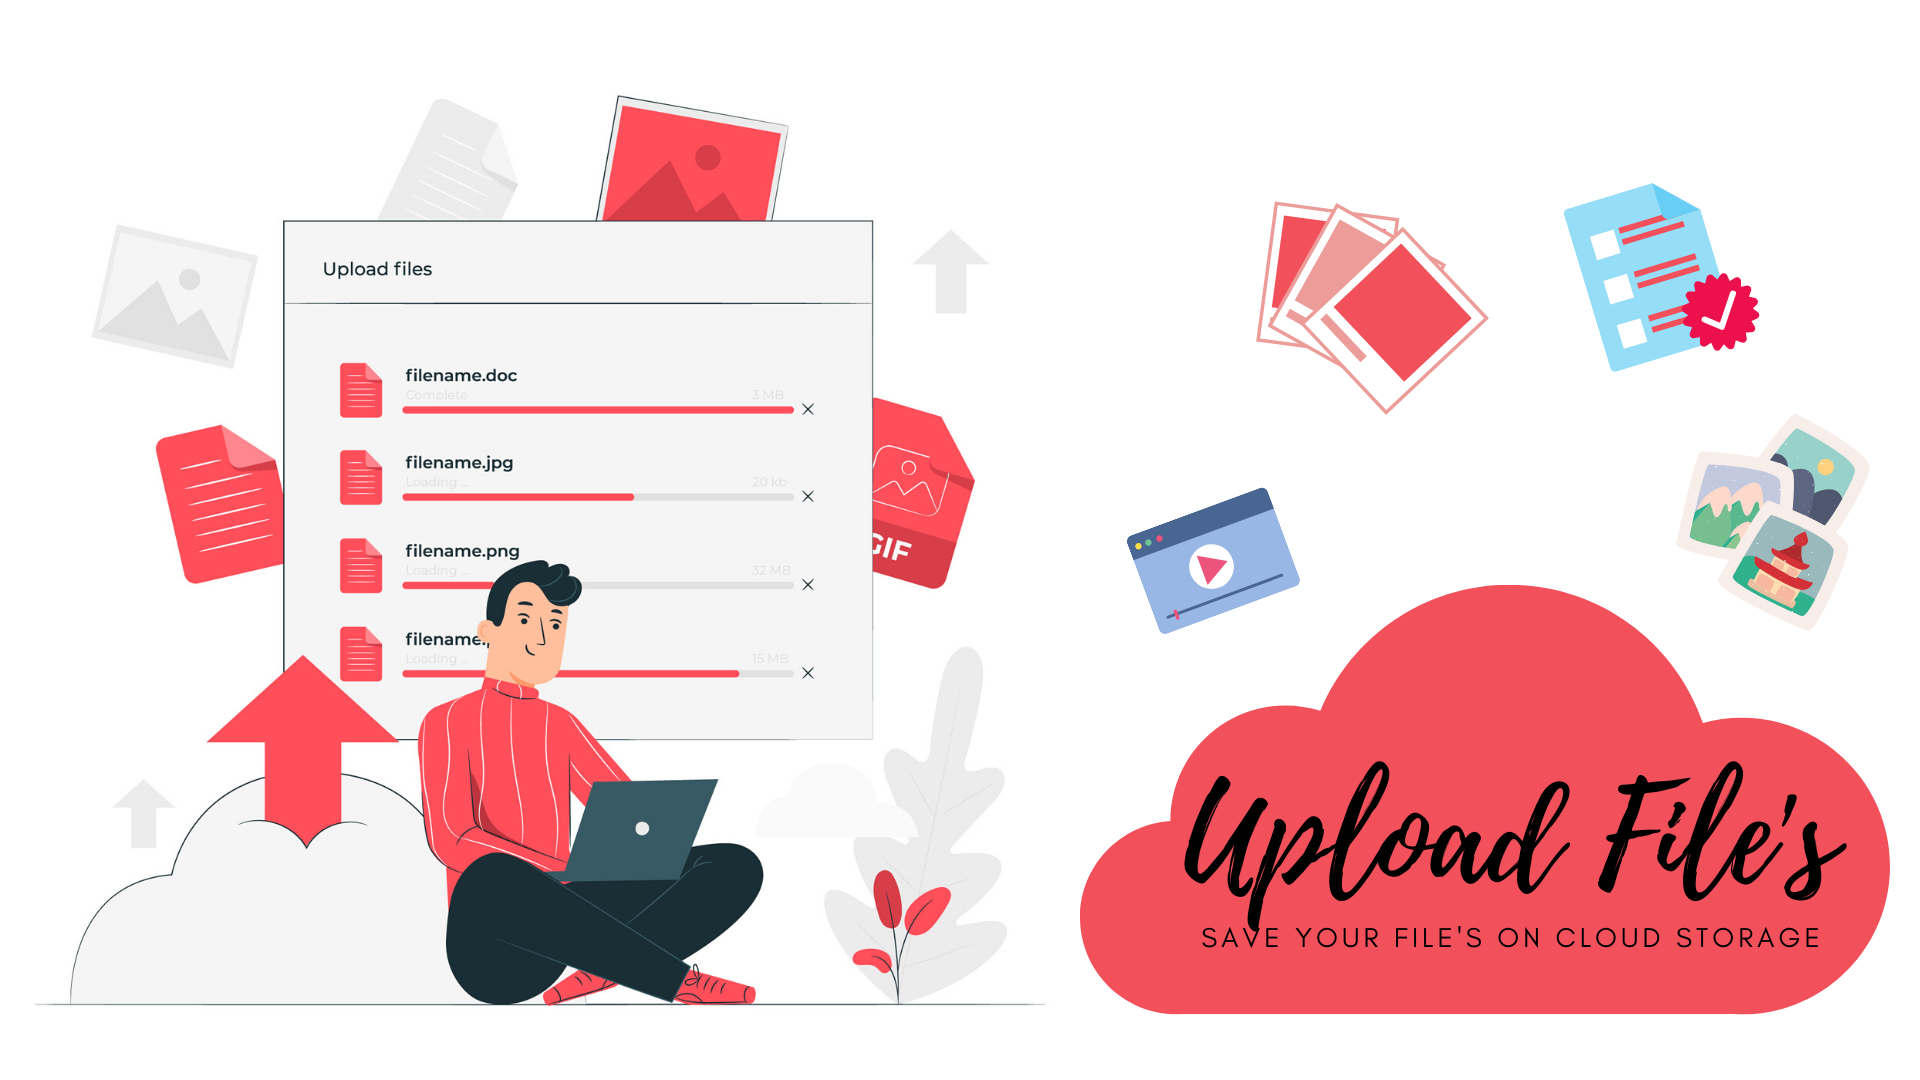 Upload files
filename.doc
Complete 3 MB
filename.jpg
Loading ... 20 kb
filename.png
Loading ... 32 MB
filename.
Loading ... 15 MB
GIF
Upload File's
SAVE YOUR FILE'S ON CLOUD STORAGE